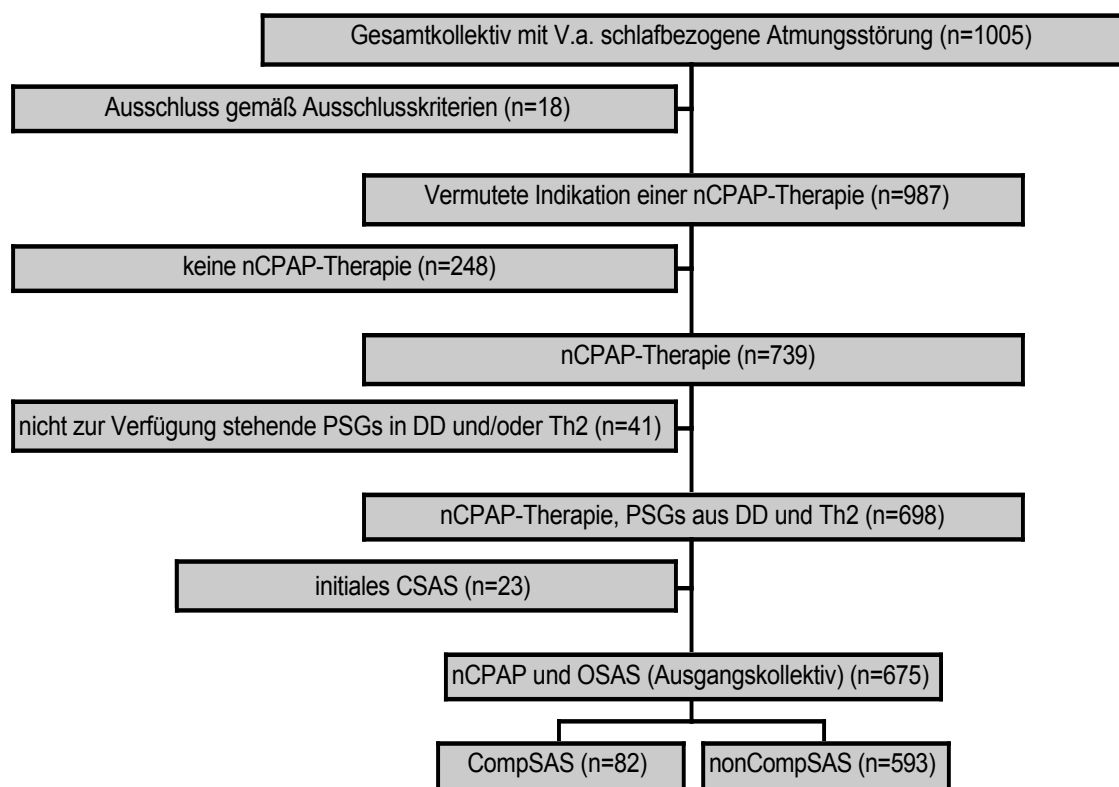 Gesamtkollektiv mit V.a. schlafbezogene Atmungsstörung (n=1005)
Ausschluss gemäß Ausschlusskriterien (n=18)
Vermutete Indikation einer nCPAP-Therapie (n=987)
keine nCPAP-Therapie (n=248)
nCPAP-Therapie (n=739)
nicht zur Verfügung stehende PSGs in DD und/oder Th2 (n=41)
nCPAP-Therapie, PSGs aus DD und Th2 (n=698)
initiales CSAS (n=23)
nCPAP und OSAS (Ausgangskollektiv) (n=675)
CompSAS (n=82)
nonCompSAS (n=593)